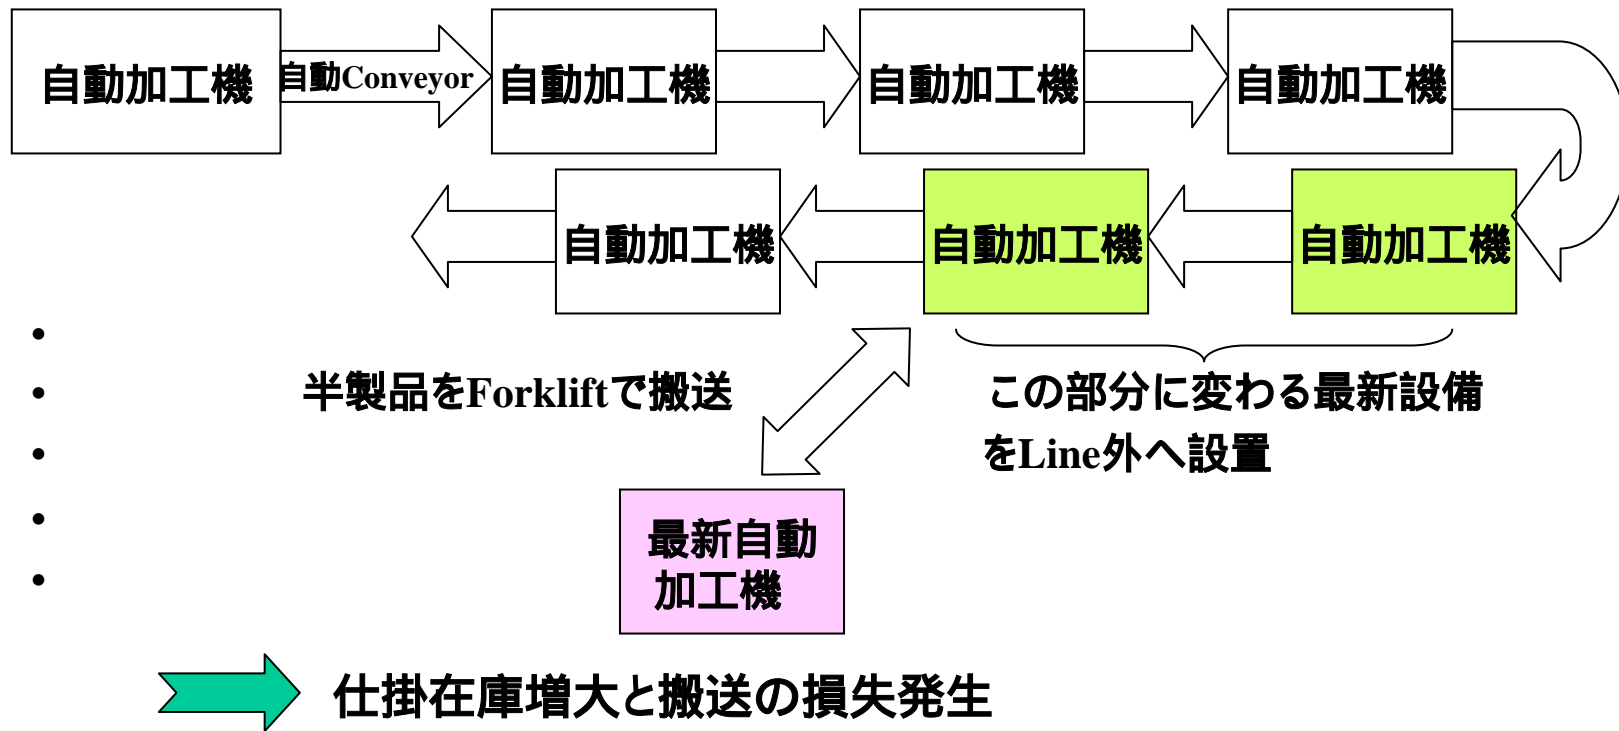 自動加工機
自動Conveyor
自動加工機
自動加工機
自動加工機
自動加工機
自動加工機
自動加工機
半製品をForkliftで搬送
この部分に変わる最新設備
をLine外へ設置
最新自動
加工機
仕掛在庫増大と搬送の損失発生